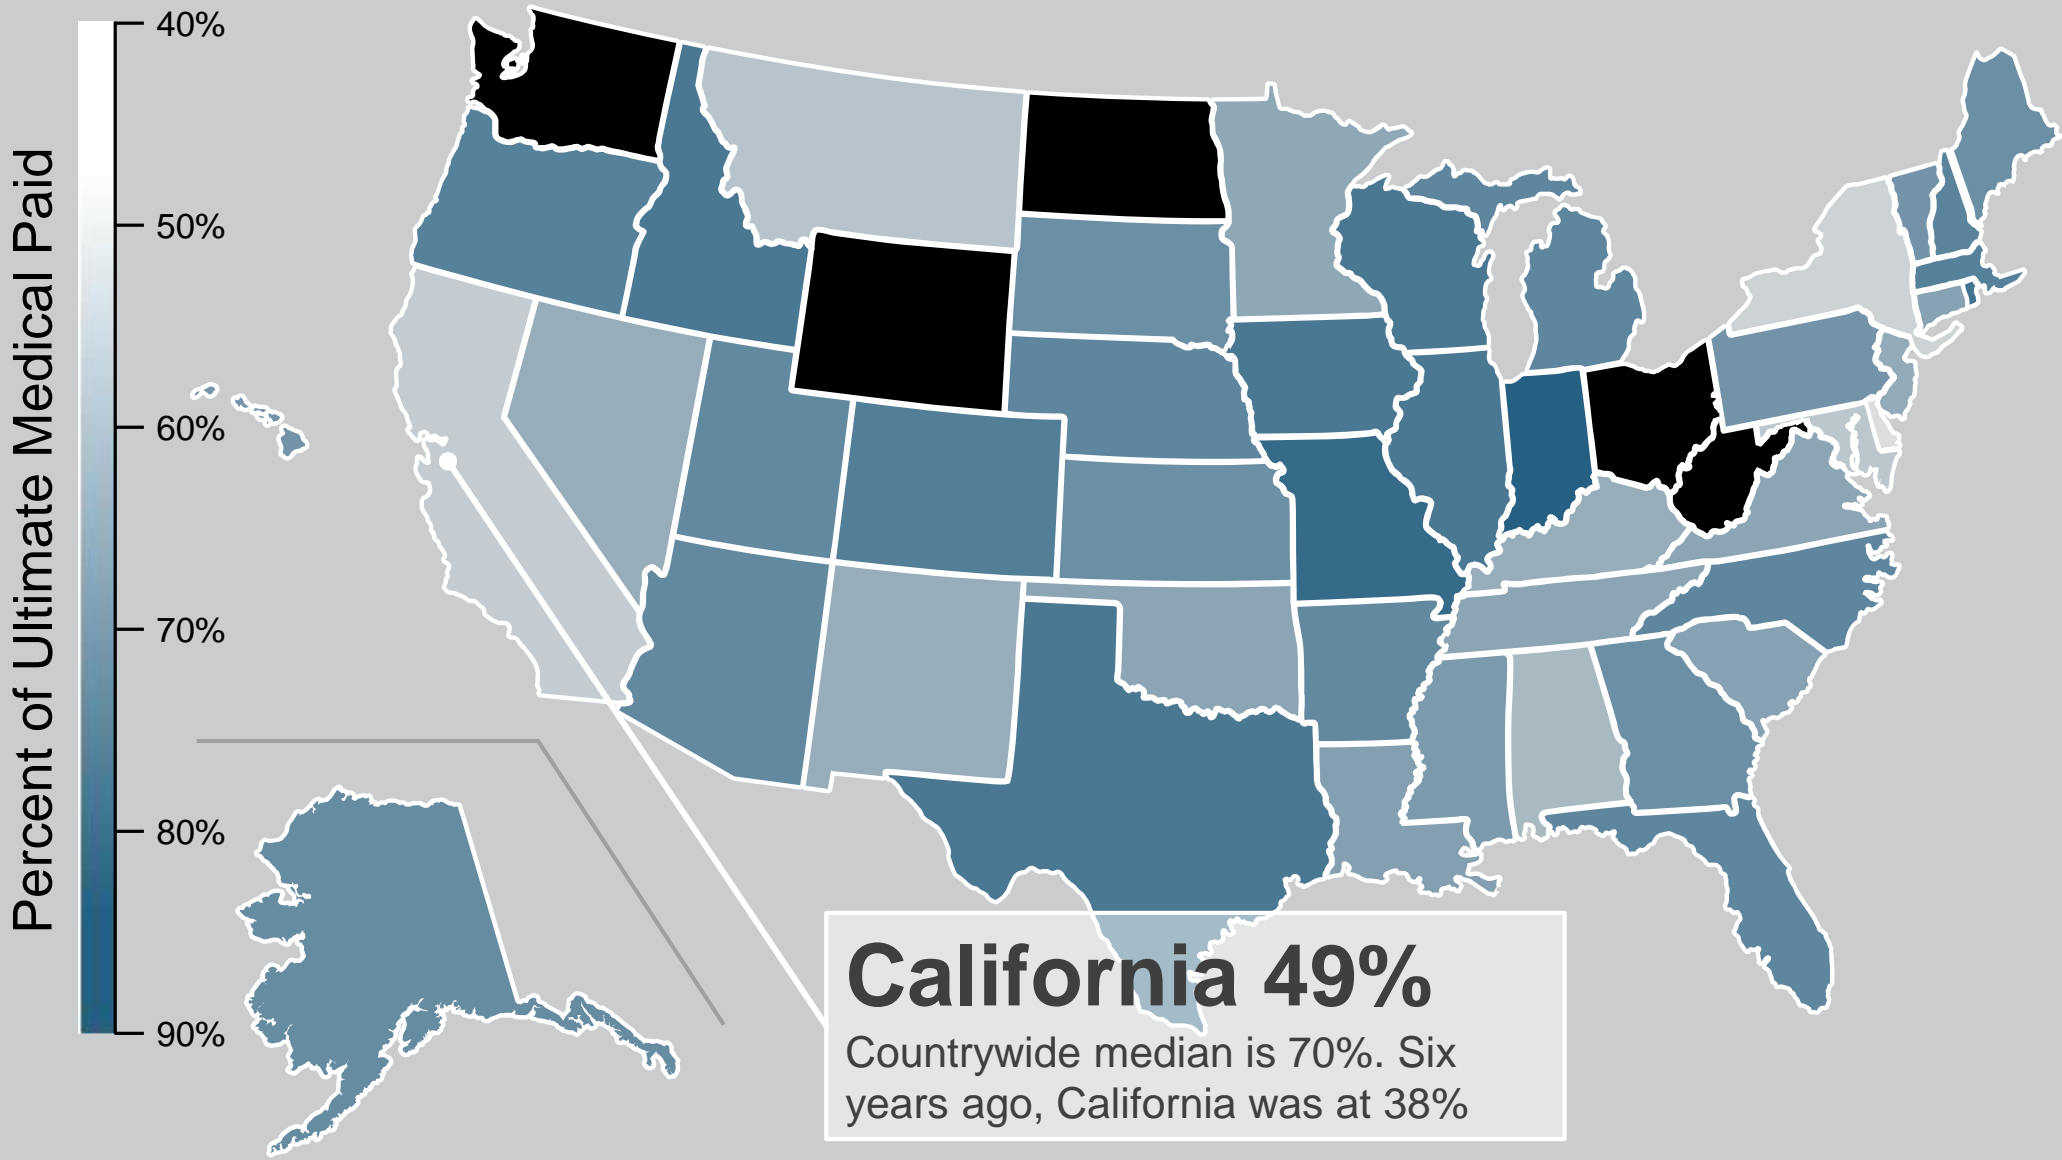 Percent of Ultimate Medical Paid
40%
50%
60%
70%
80%
90%
California 49%
Countrywide median is 70%. Six
years ago, California was at 38%